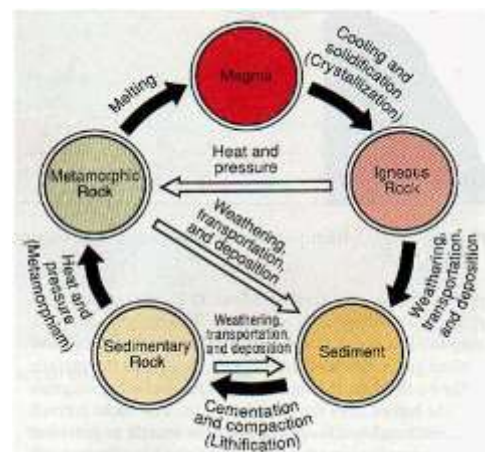 Magma
Cooling and
solidification
(Crystallization)
Melting
Heat and
pressure
Metamorphic
Rock
Igneous
Rock
Weathering,
transportation,
and deposition
Weathering,
transportation,
and deposition
Heat and
pressure
(Metamorphism)
Weathering,
transportation,
and deposition
Sedimentary
Rock
Sediment
Cementation
and compaction
(Lithification)